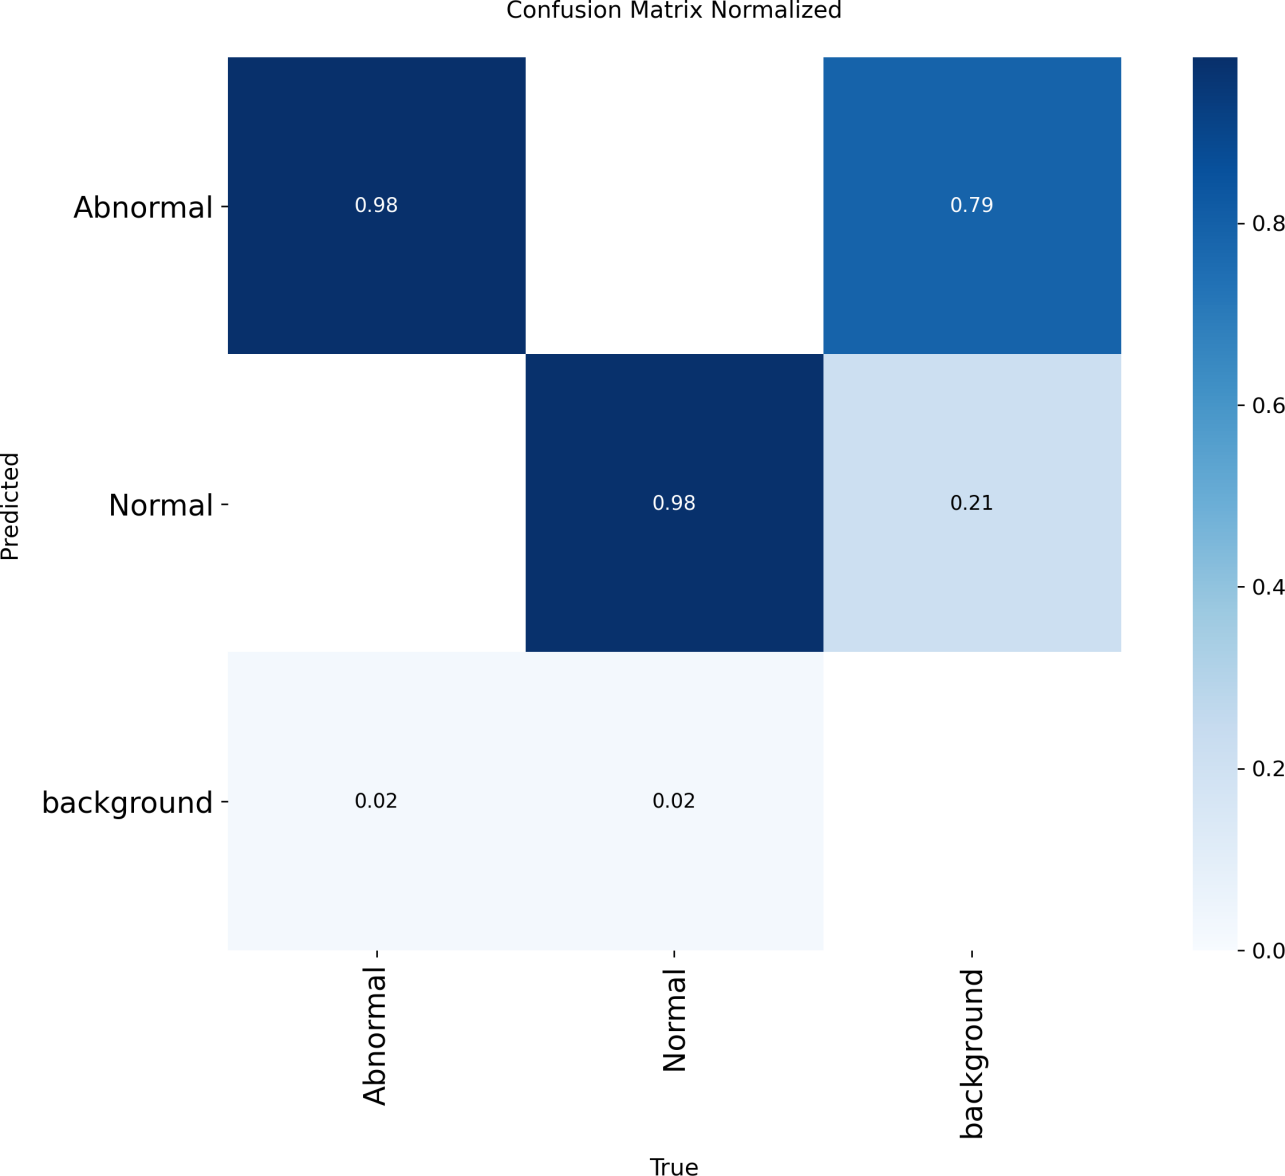 Confusion Matrix Normalized
Abnormal
0.98
0.79
0.8
0.6
Predicted
Normal
0.98
0.21
0.4
background
0.02
0.02
0.2
0.0
Abnormal
Normal
background
True